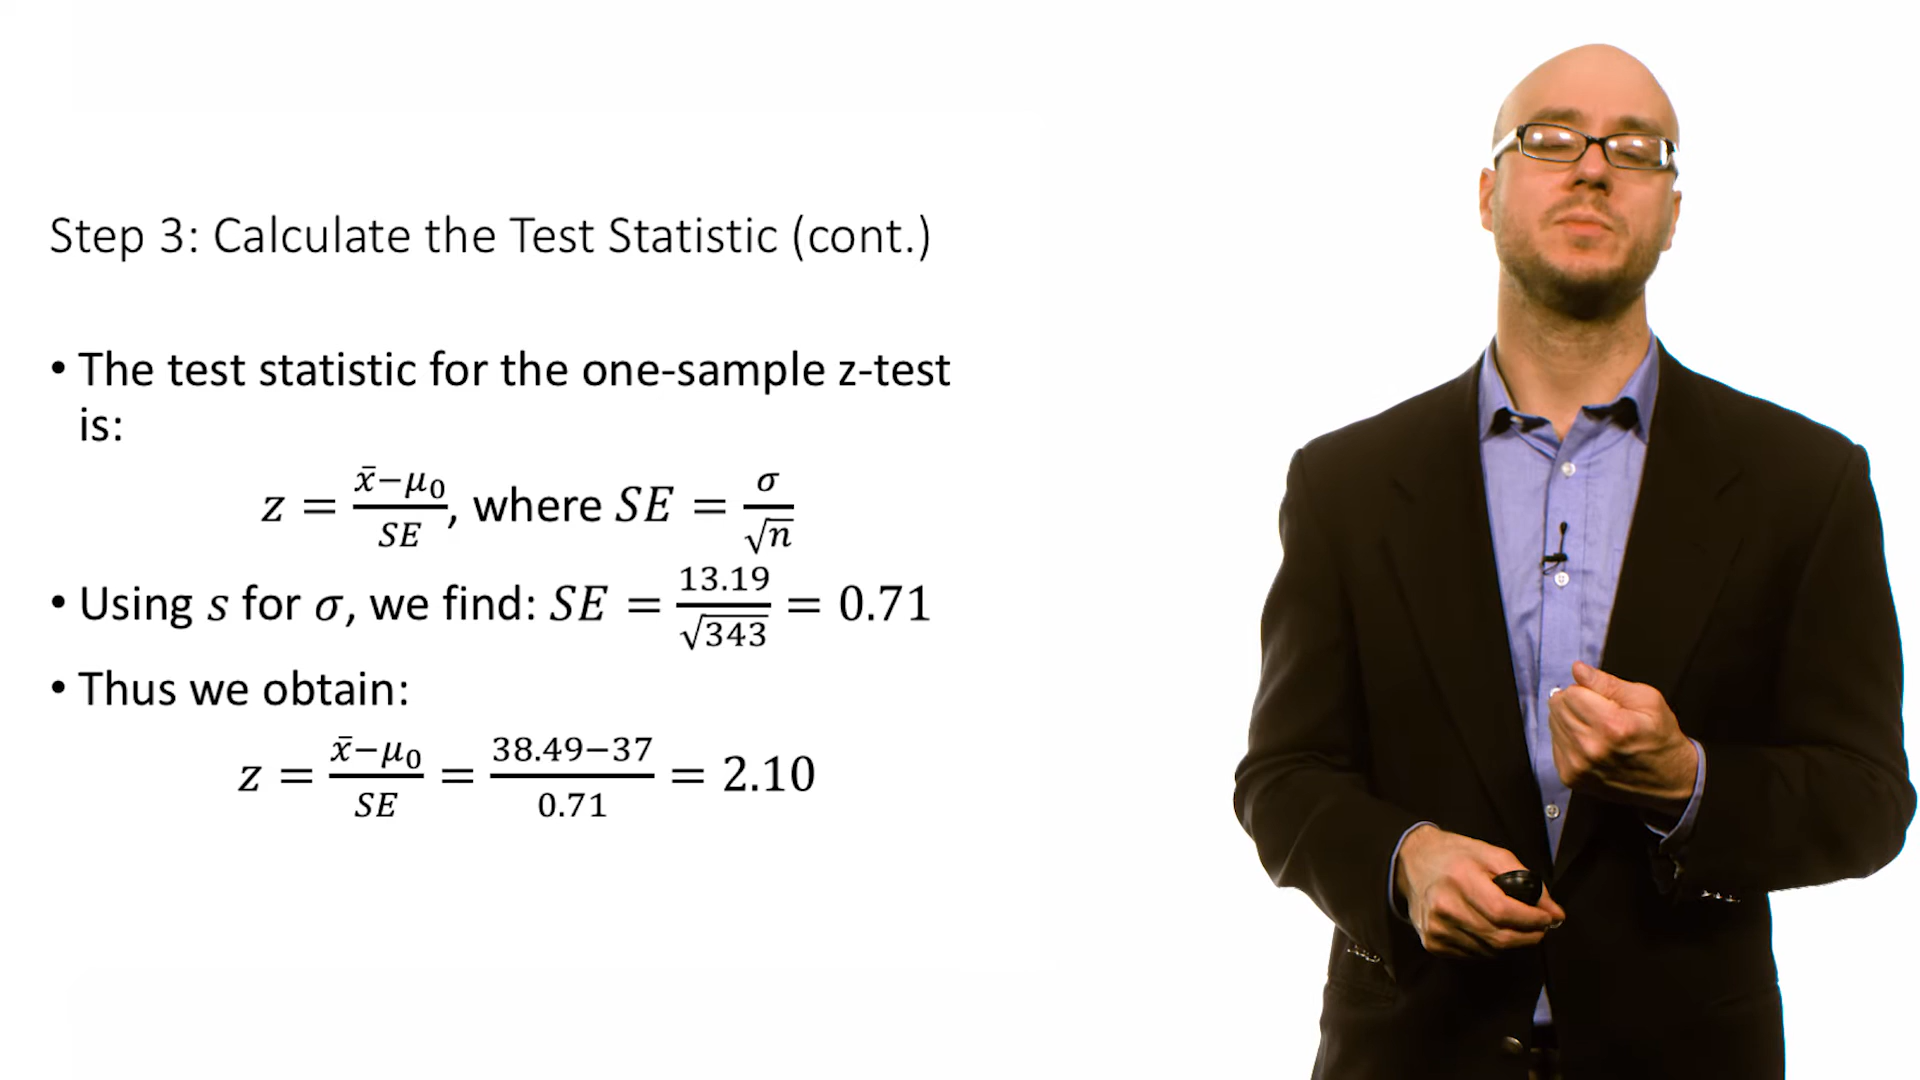 Step 3: Calculate the Test Statistic (cont.)
• The test statistic for the one-sample z-test
is:
z = (x̄−μ₀)/SE, where SE = σ/√n
• Using s for σ, we find: SE = 13.19/√343 = 0.71
• Thus we obtain:
z = (x̄−μ₀)/SE = (38.49−37)/0.71 = 2.10